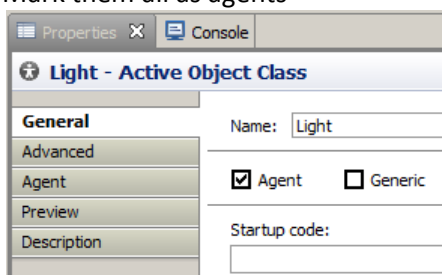 Mark them all as agents
Properties Console
Light - Active Object Class
General
Name: Light
Advanced
Agent
Agent Generic
Preview
Startup code:
Description